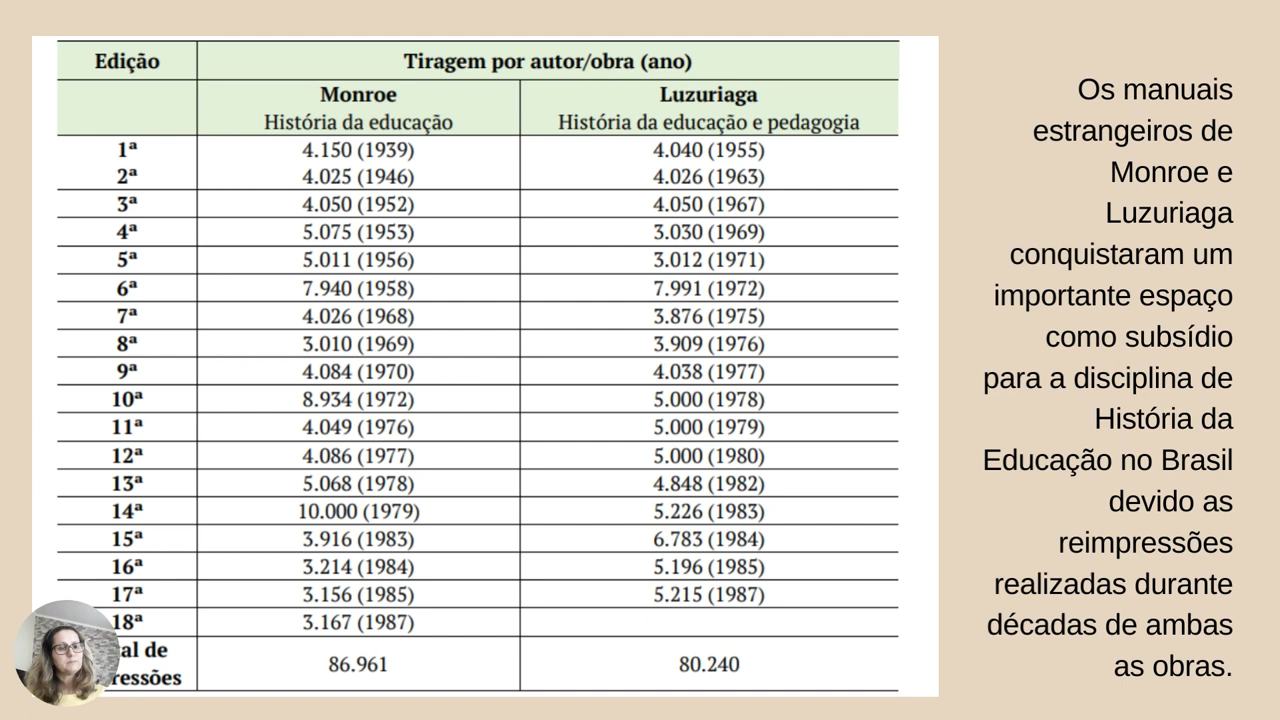 Edição Tiragem por autor/obra (ano)
Monroe Luzuriaga
História da educação História da educação e pedagogia
1ª 4.150 (1939) 4.040 (1955)
2ª 4.025 (1946) 4.026 (1963)
3ª 4.050 (1952) 4.050 (1967)
4ª 5.075 (1953) 3.030 (1969)
5ª 5.011 (1956) 3.012 (1971)
6ª 7.940 (1958) 7.991 (1972)
7ª 4.026 (1968) 3.876 (1975)
8ª 3.010 (1969) 3.909 (1976)
9ª 4.084 (1970) 4.038 (1977)
10ª 8.934 (1972) 5.000 (1978)
11ª 4.049 (1976) 5.000 (1979)
12ª 4.086 (1977) 5.000 (1980)
13ª 5.068 (1978) 4.848 (1982)
14ª 10.000 (1979) 5.226 (1983)
15ª 3.916 (1983) 6.783 (1984)
16ª 3.214 (1984) 5.196 (1985)
17ª 3.156 (1985) 5.215 (1987)
18ª 3.167 (1987)
de
86.961 80.240
Os manuais
estrangeiros de
Monroe e
Luzuriaga
conquistaram um
importante espaço
como subsídio
para a disciplina de
História da
Educação no Brasil
devido as
reimpressões
realizadas durante
décadas de ambas
as obras.